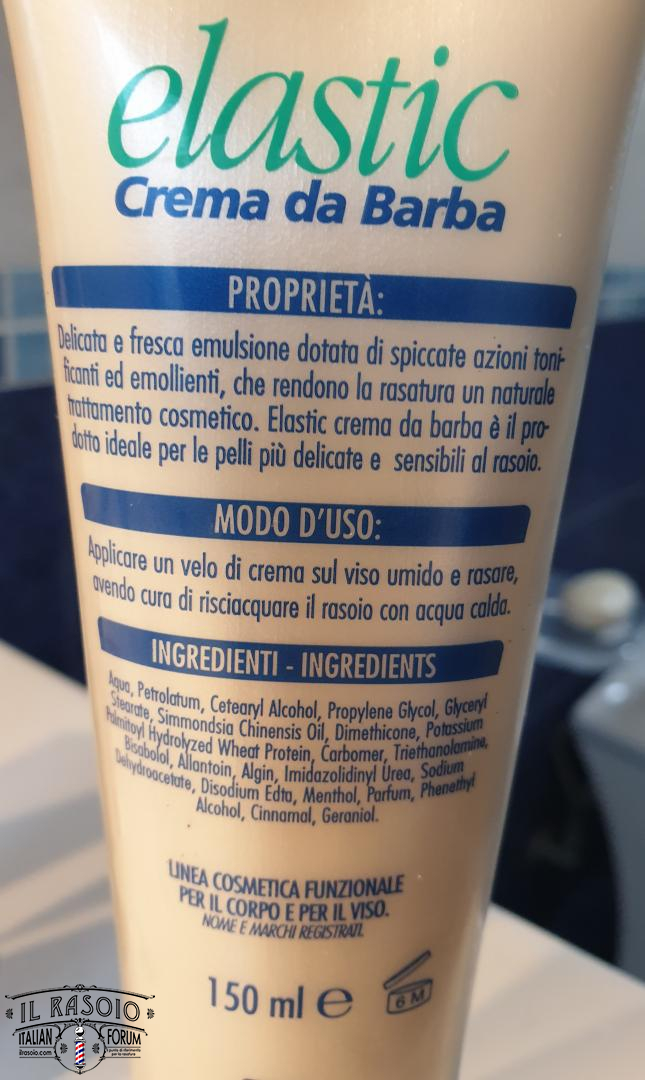 elastic
Crema da Barba
PROPRIETÀ:
Delicata e fresca emulsione dotata di spiccate azioni toni-
ficanti ed emollienti, che rendono la rasatura un naturale
trattamento cosmetico. Elastic crema da barba è il pro-
dotto ideale per le pelli più delicate e sensibili al rasoio.
MODO D'USO:
Applicare un velo di crema sul viso umido e rasare,
avendo cura di risciacquare il rasoio con acqua calda.
INGREDIENTI - INGREDIENTS
Aqua, Petrolatum, Cetearyl Alcohol, Propylene Glycol, Glyceryl
Stearate, Simmondsia Chinensis Oil, Dimethicone, Potassium
Palmitoyl Hydrolyzed Wheat Protein, Carbomer, Triethanolamine,
Bisabolol, Allantoin, Algin, Imidazolidinyl Urea, Sodium
Dehydroacetate, Disodium Edta, Menthol, Parfum, Phenethyl
Alcohol, Cinnamal, Geraniol.
LINEA COSMETICA FUNZIONALE
PER IL CORPO E PER IL VISO.
NOME E MARCHI REGISTRATI.
150 ml e
6 M
IL RASOIO
ITALIAN FORUM
ilrasoio.com